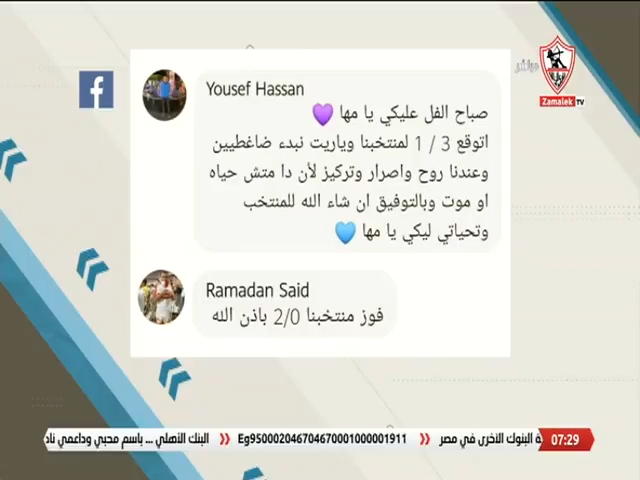 مباشر
Zamalek TV
Yousef Hassan
صباح الفل عليكي يا مها 💜
اتوقع 3 / 1 لمنتخبنا وياريت نبدء ضاغطيين
وعندنا روح واصرار وتركيز لأن دا متش حياه
او موت وبالتوفيق ان شاء الله للمنتخب
وتحياتي ليكي يا مها 💙
Ramadan Said
فوز منتخبنا 2/0 باذن الله
07:29 ة البنوك الاخرى في مصر Eg950002046704670001000001911 البنك الأهلي ... باسم محبي وداعمي ناد